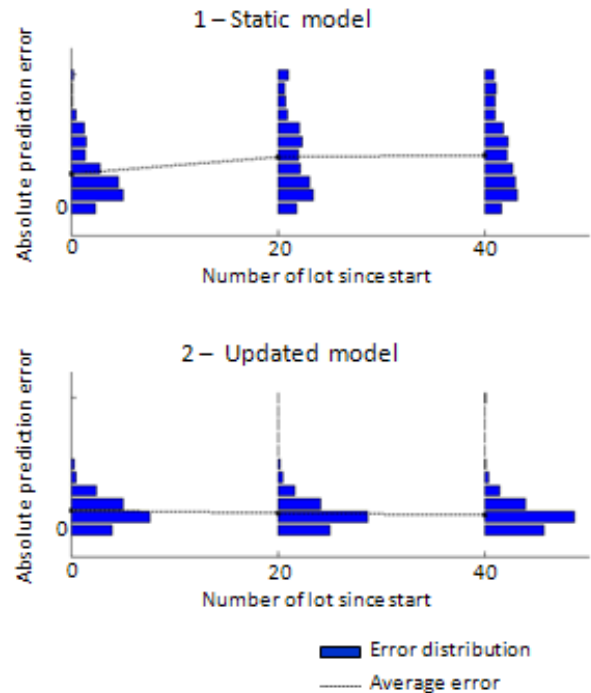 1 – Static model
Absolute prediction error
0
0
20
40
Number of lot since start
2 – Updated model
Absolute prediction error
0
0
20
40
Number of lot since start
Error distribution
Average error